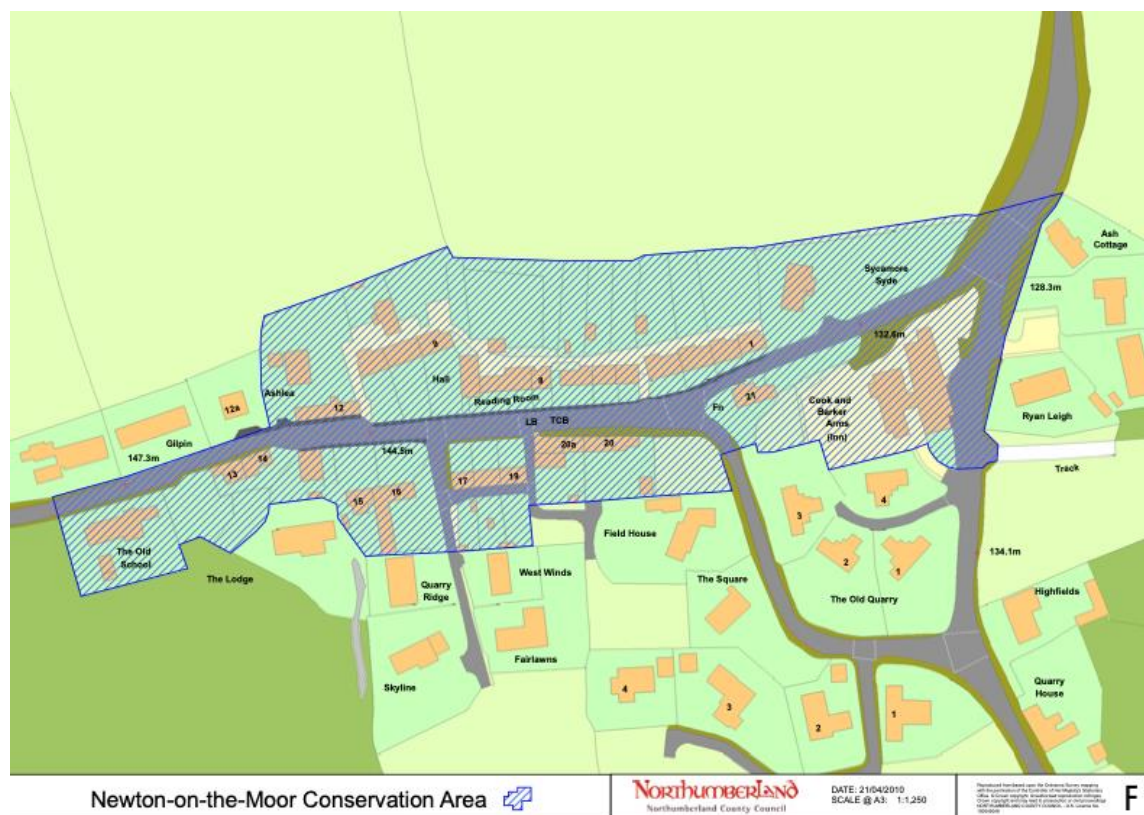 Ash
Cottage
Sycamore
Syde
128.3m
132.6m
9
1
Hall
8
Reading Room
Ashlea
12
12a
Gilpin
147.3m
14
13
144.5m
LB
TCB
Fn
21
Cook and
Barker
Arms
(Inn)
Ryan Leigh
Track
20a
20
17
19
15
16
4
3
2
1
134.1m
The Old
School
The Lodge
Field House
West Winds
Quarry
Ridge
The Square
The Old Quarry
Highfields
Fairlawns
Skyline
Quarry
House
4
3
2
1
Newton-on-the-Moor Conservation Area
NORTHUMBERLAND
Northumberland County Council
DATE: 21/04/2010
SCALE @ A3: 1:1,250
F